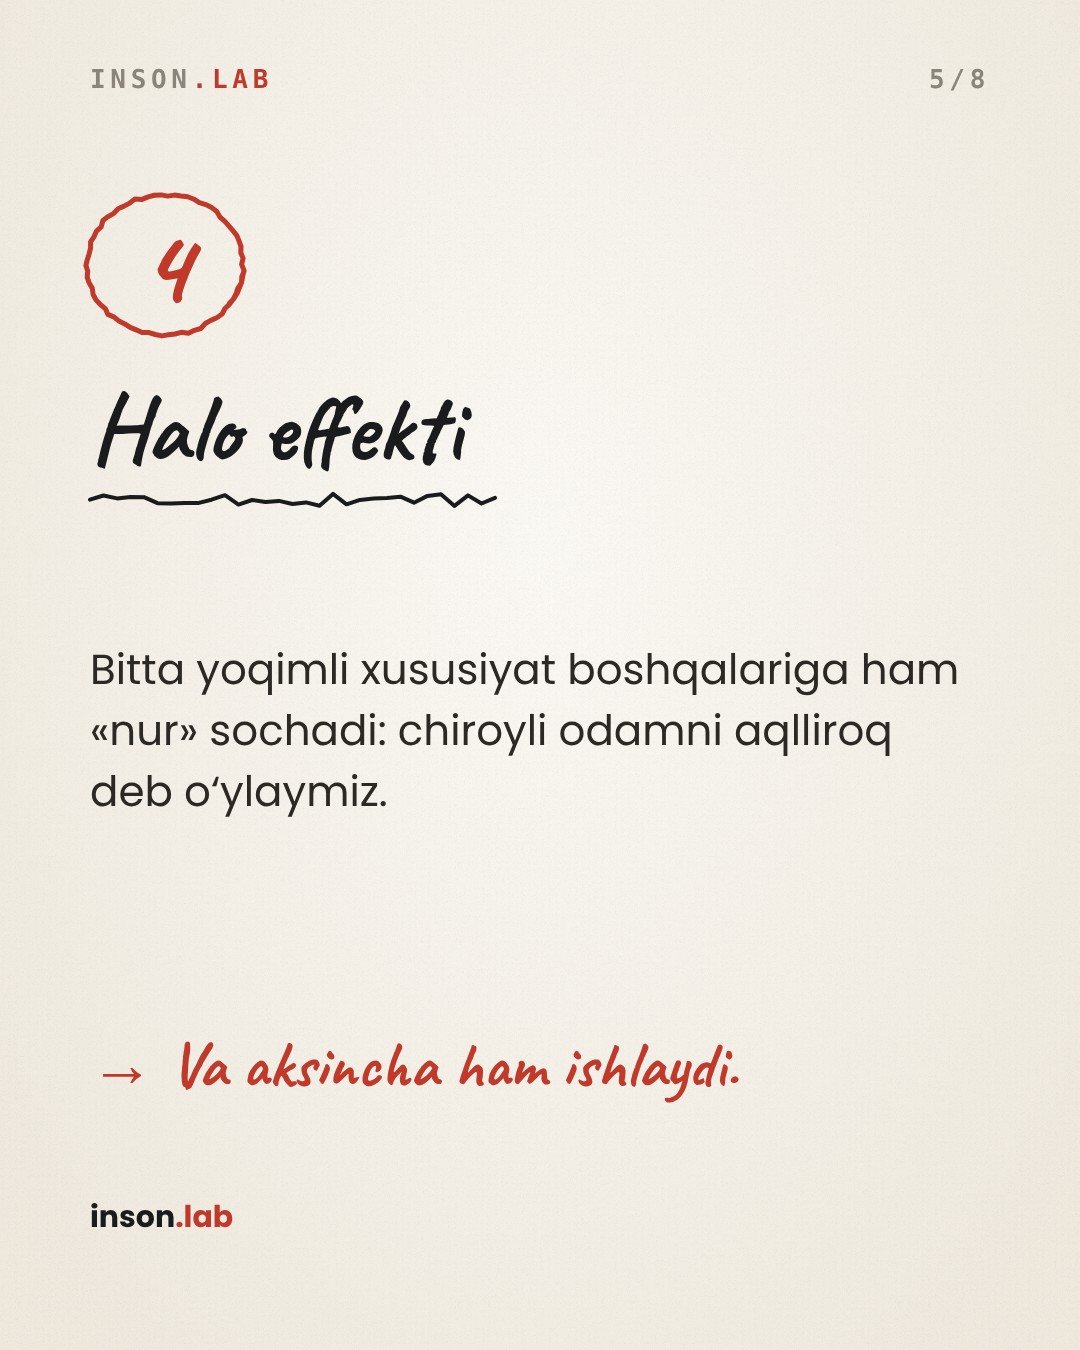 INSON.LAB
5/8
4
Halo effekti
Bitta yoqimli xususiyat boshqalariga ham
«nur» sochadi: chiroyli odamni aqlliroq
deb o‘ylaymiz.
→ Va aksincha ham ishlaydi.
inson.lab